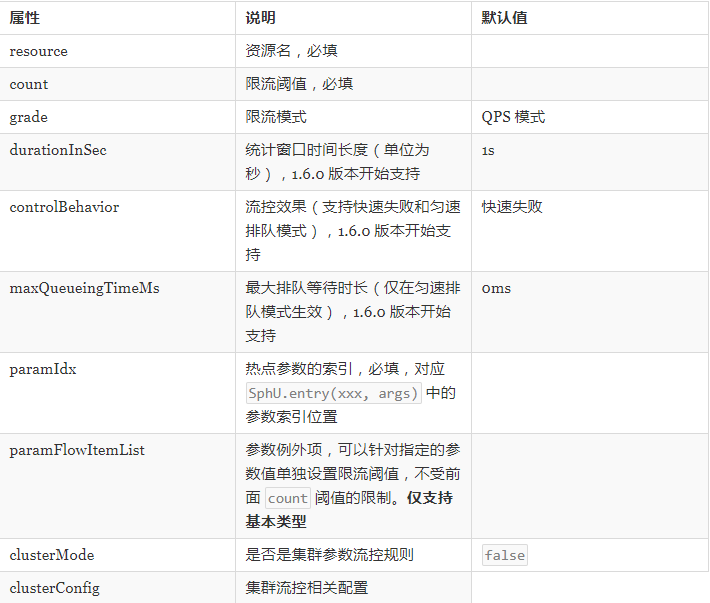 属性 说明 默认值
resource 资源名，必填
count 限流阈值，必填
grade 限流模式 QPS 模式
durationInSec 统计窗口时间长度（单位为 1s
秒），1.6.0 版本开始支持
controlBehavior 流控效果（支持快速失败和匀速 快速失败
排队模式），1.6.0 版本开始支
持
maxQueueingTimeMs 最大排队等待时长（仅在匀速排 0ms
队模式生效），1.6.0 版本开始
支持
paramIdx 热点参数的索引，必填，对应
SphU.entry(xxx, args) 中的
参数索引位置
paramFlowItemList 参数例外项，可以针对指定的参
数值单独设置限流阈值，不受前
面 count 阈值的限制。仅支持
基本类型
clusterMode 是否是集群参数流控规则 false
clusterConfig 集群流控相关配置